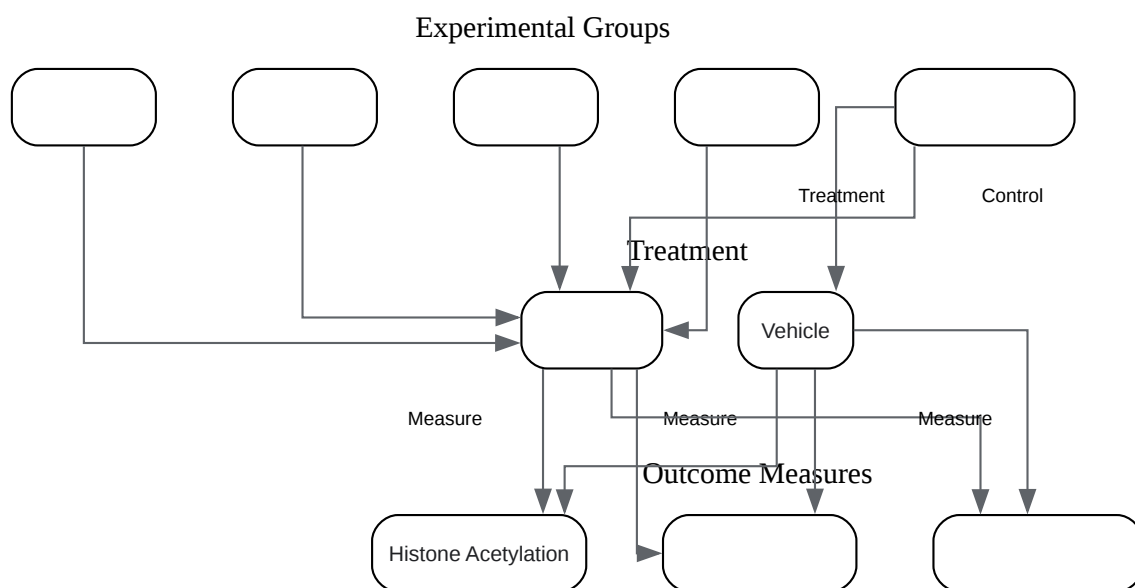 Experimental Groups
Treatment
Control
Treatment
Vehicle
Measure
Measure
Measure
Outcome Measures
Histone Acetylation